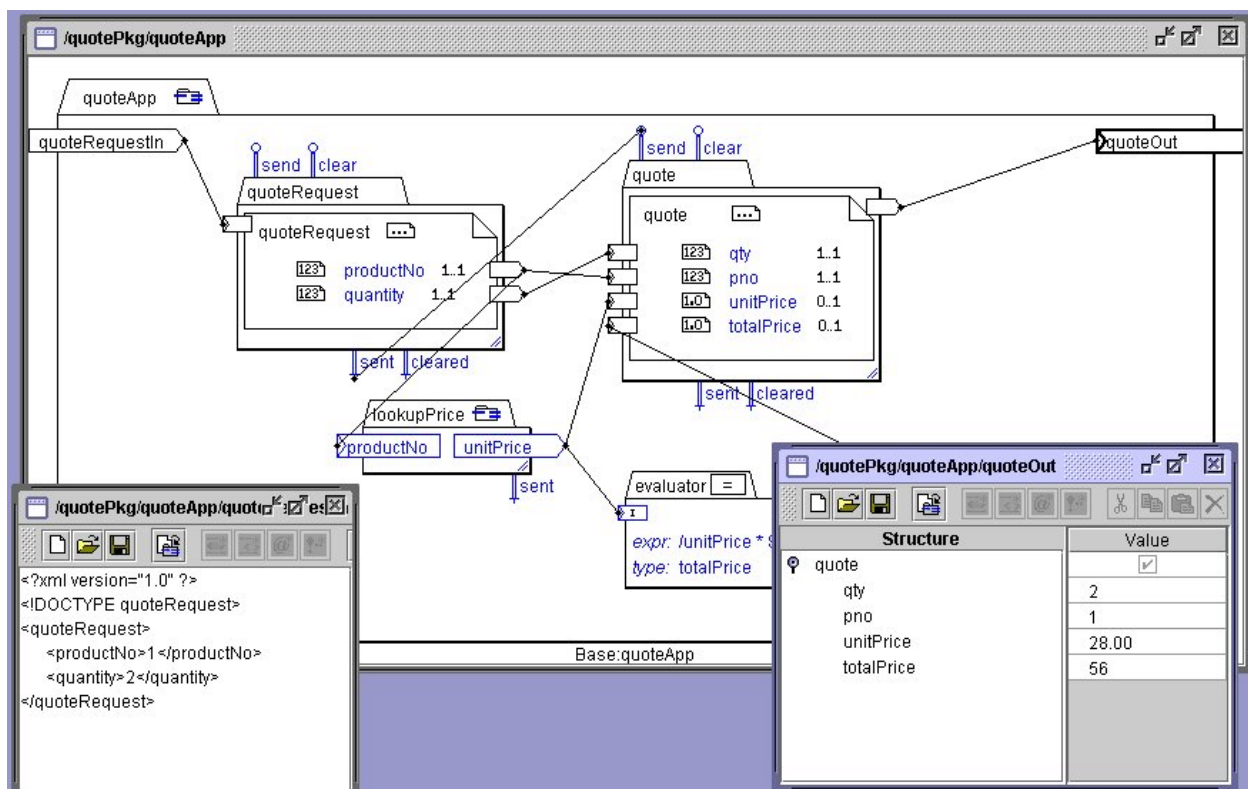 /quotePkg/quoteApp
quoteApp
quoteRequestIn
quoteOut
send clear
send clear
quoteRequest
quote
quoteRequest
quote
123 productNo 1..1
123 quantity 1..1
123 qty 1..1
123 pno 1..1
1.0 unitPrice 0..1
1.0 totalPrice 0..1
sent cleared
sent cleared
lookupPrice
productNo unitPrice
sent
evaluator =
I
expr: /unitPrice *
type: totalPrice
Base:quoteApp
/quotePkg/quoteApp/quot
<?xml version="1.0" ?>
<!DOCTYPE quoteRequest>
<quoteRequest>
<productNo>1</productNo>
<quantity>2</quantity>
</quoteRequest>
/quotePkg/quoteApp/quoteOut
Structure Value
quote
qty 2
pno 1
unitPrice 28.00
totalPrice 56